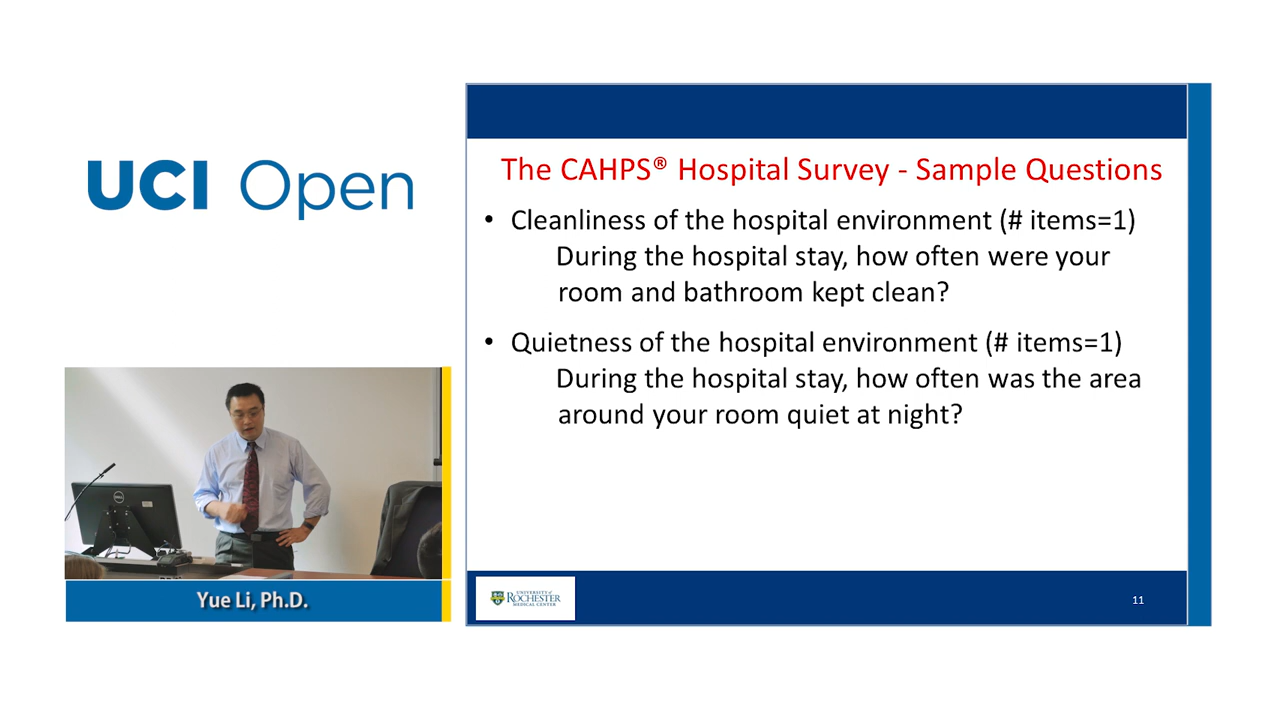 UCI Open
The CAHPS® Hospital Survey - Sample Questions
• Cleanliness of the hospital environment (# items=1)
During the hospital stay, how often were your
room and bathroom kept clean?
• Quietness of the hospital environment (# items=1)
During the hospital stay, how often was the area
around your room quiet at night?
DELL
Yue Li, Ph.D.
UNIVERSITY of
ROCHESTER
MEDICAL CENTER
11